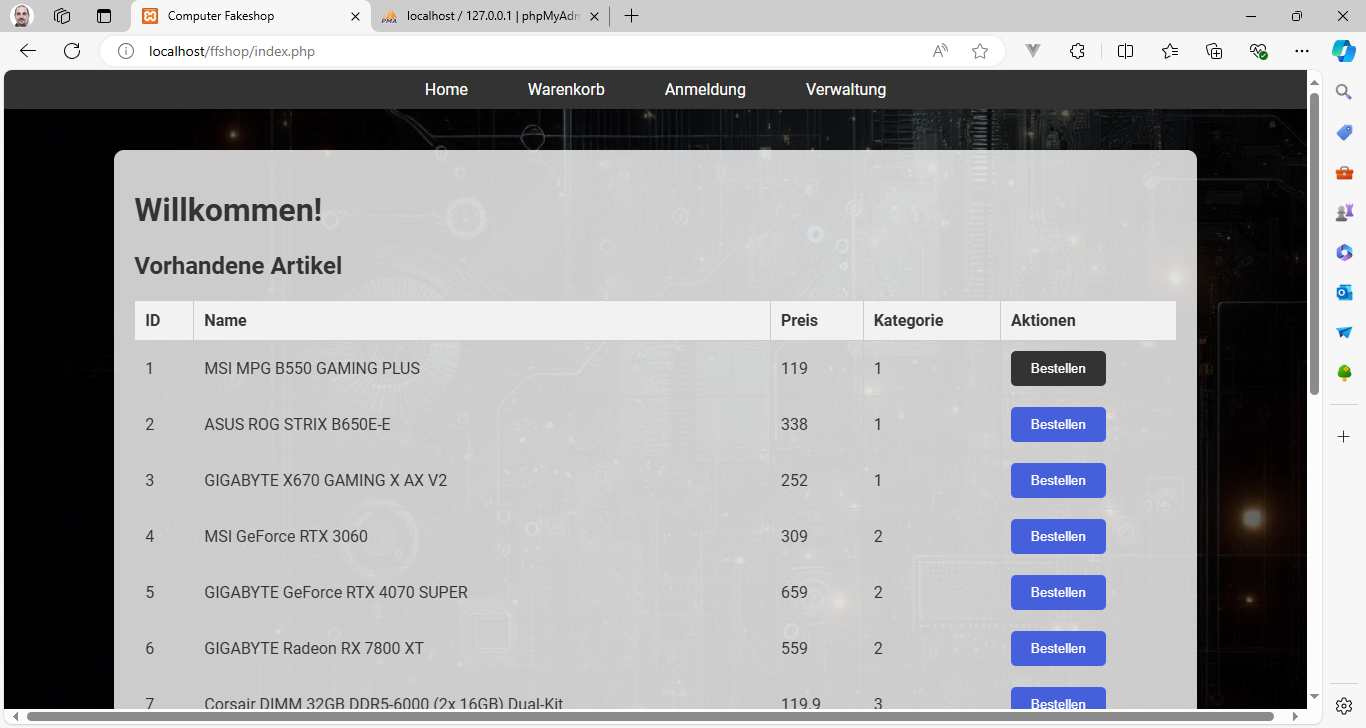 Computer Fakeshop
localhost / 127.0.0.1 | phpMyAdm
localhost/ffshop/index.php
Home Warenkorb Anmeldung Verwaltung
Willkommen!
Vorhandene Artikel
ID Name Preis Kategorie Aktionen
1 MSI MPG B550 GAMING PLUS 119 1 Bestellen
2 ASUS ROG STRIX B650E-E 338 1 Bestellen
3 GIGABYTE X670 GAMING X AX V2 252 1 Bestellen
4 MSI GeForce RTX 3060 309 2 Bestellen
5 GIGABYTE GeForce RTX 4070 SUPER 659 2 Bestellen
6 GIGABYTE Radeon RX 7800 XT 559 2 Bestellen
7 Corsair DIMM 32GB DDR5-6000 (2x 16GB) Dual-Kit 119.9 3 Bestellen